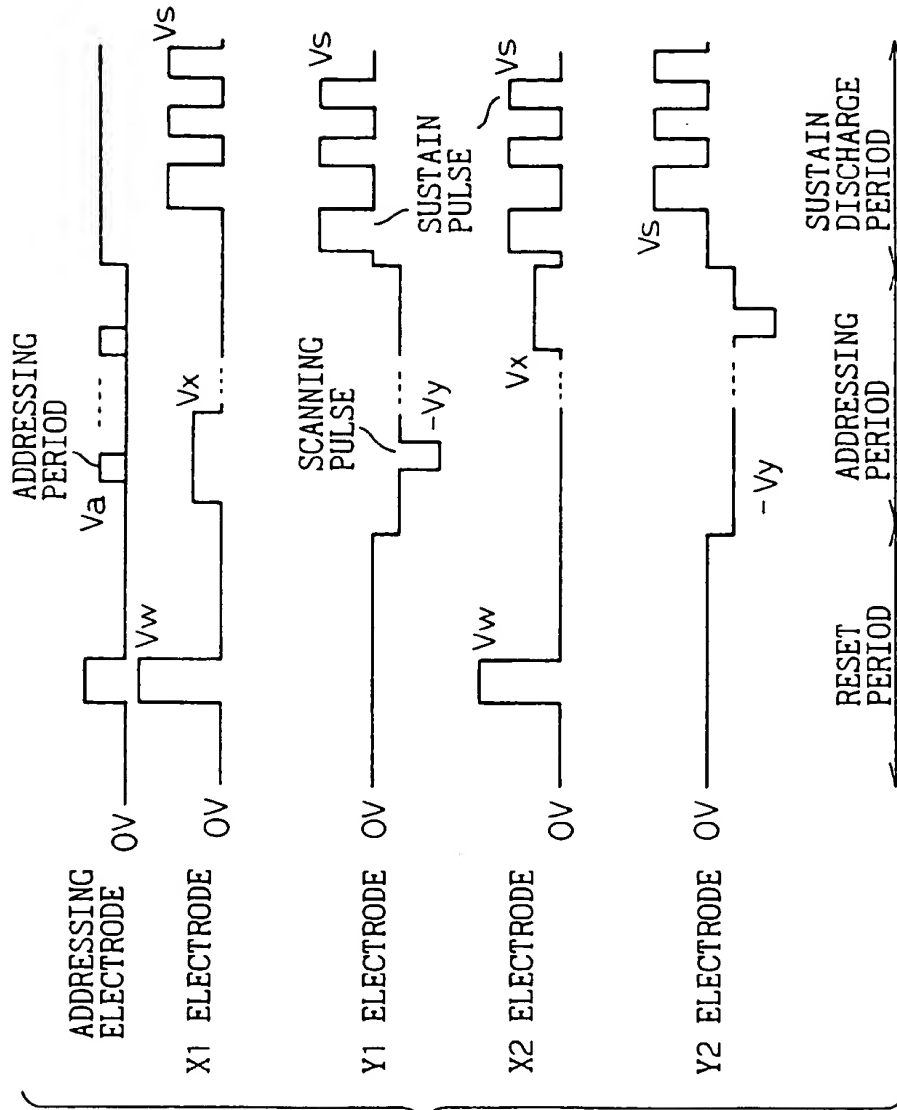 ADDRESSING
ELECTRODE
0V
Va
ADDRESSING
PERIOD
X1 ELECTRODE
0V
Vw
Vx
Vs
Y1 ELECTRODE
0V
SCANNING
PULSE
-Vy
SUSTAIN
PULSE
Vs
X2 ELECTRODE
0V
Vw
Vx
Vs
Y2 ELECTRODE
0V
-Vy
Vs
RESET
PERIOD
ADDRESSING
PERIOD
SUSTAIN
DISCHARGE
PERIOD